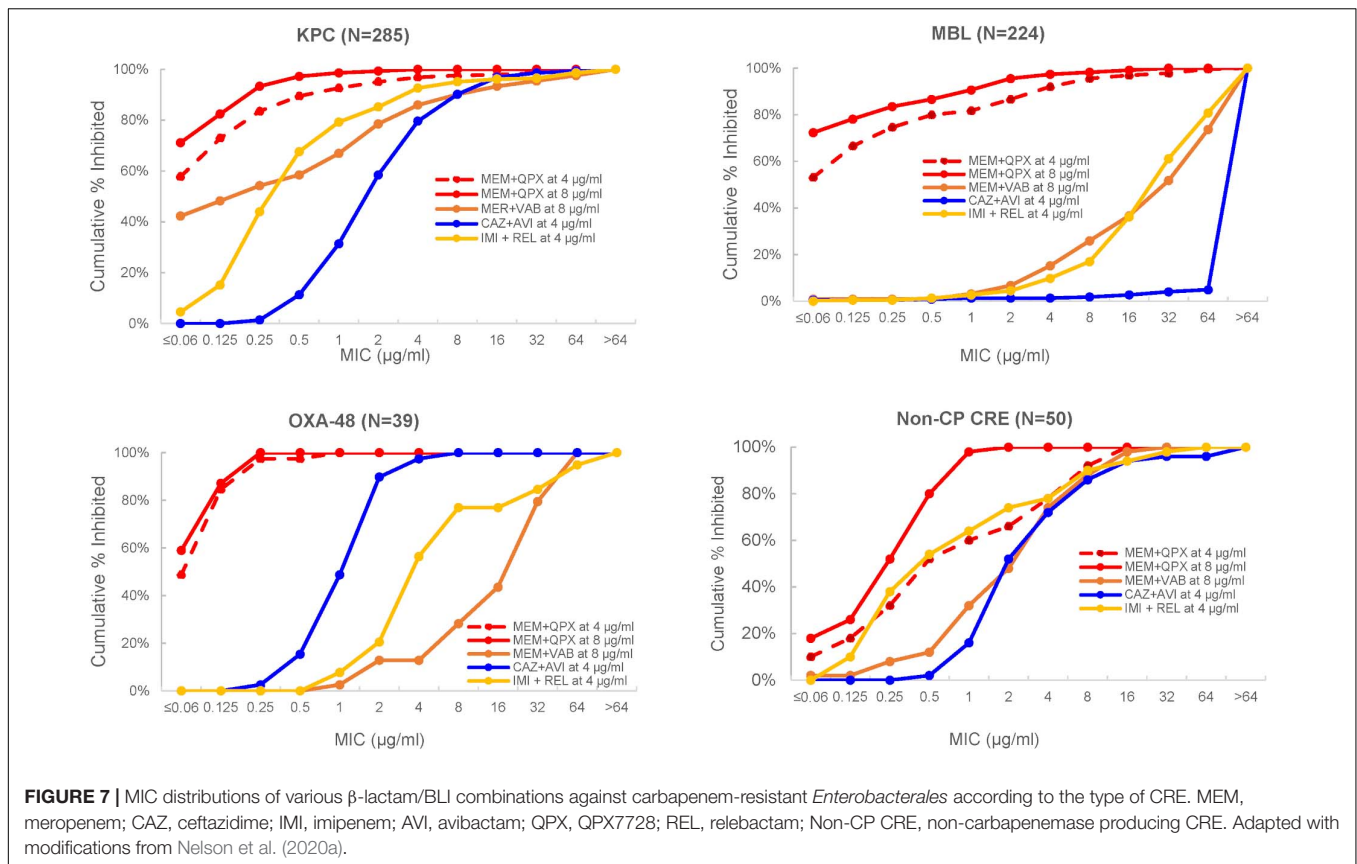 KPC (N=285)
Cumulative % Inhibited
100%
80%
60%
40%
20%
0%
MEM+QPX at 4 µg/ml
MEM+QPX at 8 µg/ml
MER+VAB at 8 µg/ml
CAZ+AVI at 4 µg/ml
IMI + REL at 4 µg/ml
≤0.06 0.125 0.25 0.5 1 2 4 8 16 32 64 >64
MIC (µg/ml)
MBL (N=224)
Cumulative % Inhibited
100%
80%
60%
40%
20%
0%
MEM+QPX at 4 µg/ml
MEM+QPX at 8 µg/ml
MEM+VAB at 8 µg/ml
CAZ+AVI at 4 µg/ml
IMI + REL at 4 µg/ml
≤0.06 0.125 0.25 0.5 1 2 4 8 16 32 64 >64
MIC (µg/ml)
OXA-48 (N=39)
Cumulative % Inhibited
100%
80%
60%
40%
20%
0%
MEM+QPX at 4 µg/ml
MEM+QPX at 8 µg/ml
MEM+VAB at 8 µg/ml
CAZ+AVI at 4 µg/ml
IMI + REL at 4 µg/ml
≤0.06 0.125 0.25 0.5 1 2 4 8 16 32 64 >64
MIC (µg/ml)
Non-CP CRE (N=50)
Cumulative % Inhibited
100%
80%
60%
40%
20%
0%
MEM+QPX at 4 µg/ml
MEM+QPX at 8 µg/ml
MEM+VAB at 8 µg/ml
CAZ+AVI at 4 µg/ml
IMI + REL at 4 µg/ml
≤0.06 0.125 0.25 0.5 1 2 4 8 16 32 64 >64
MIC (µg/ml)
FIGURE 7 | MIC distributions of various β-lactam/BLI combinations against carbapenem-resistant Enterobacterales according to the type of CRE. MEM,
meropenem; CAZ, ceftazidime; IMI, imipenem; AVI, avibactam; QPX, QPX7728; REL, relebactam; Non-CP CRE, non-carbapenemase producing CRE. Adapted with
modifications from Nelson et al. (2020a).